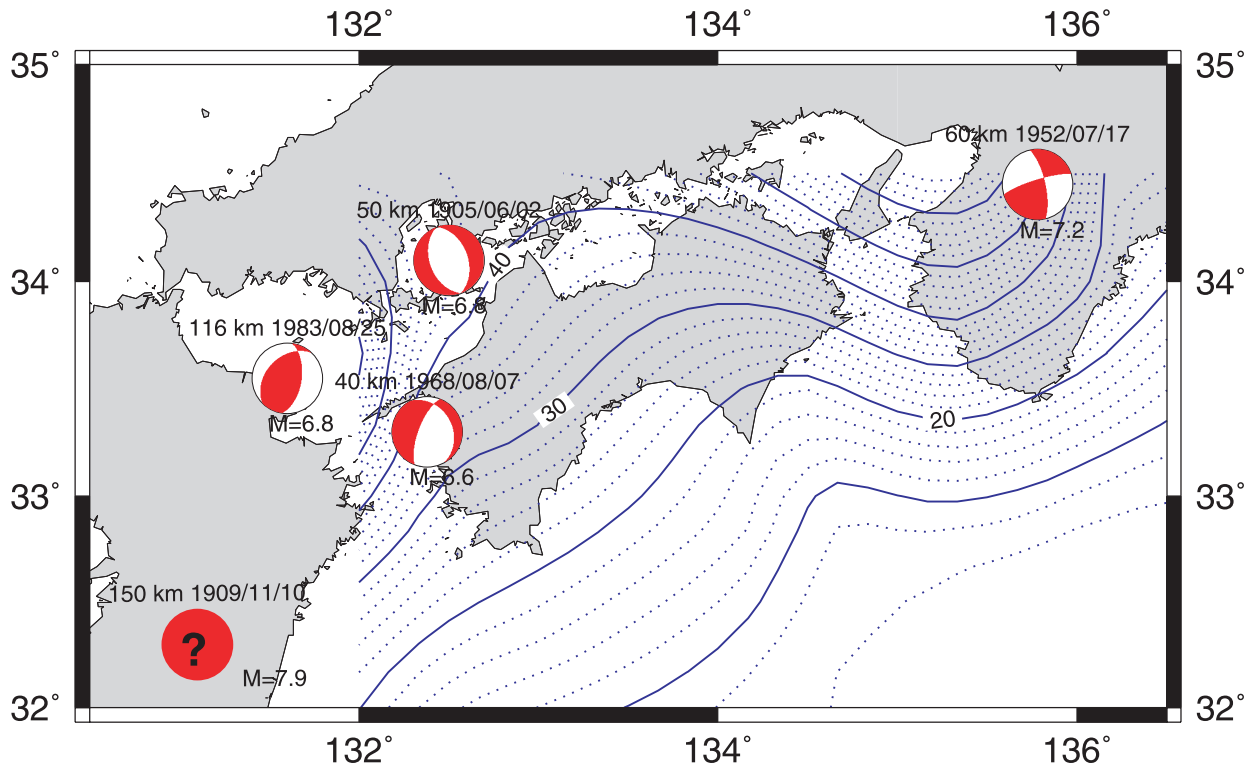 132° 134° 136°
35° 35°
60 km 1952/07/17
M=7.2
50 km 1905/06/02
40
34° 34°
M=6.8
116 km 1983/08/25
40 km 1968/08/07
30
20
M=6.8
M=6.6
33° 33°
150 km 1909/11/10
?
M=7.9
32° 32°
132° 134° 136°